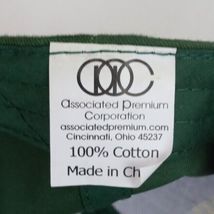 associated Premium
Corporation
associatedpremium.com
Cincinnati, Ohio 45237
100% Cotton
Made in Ch